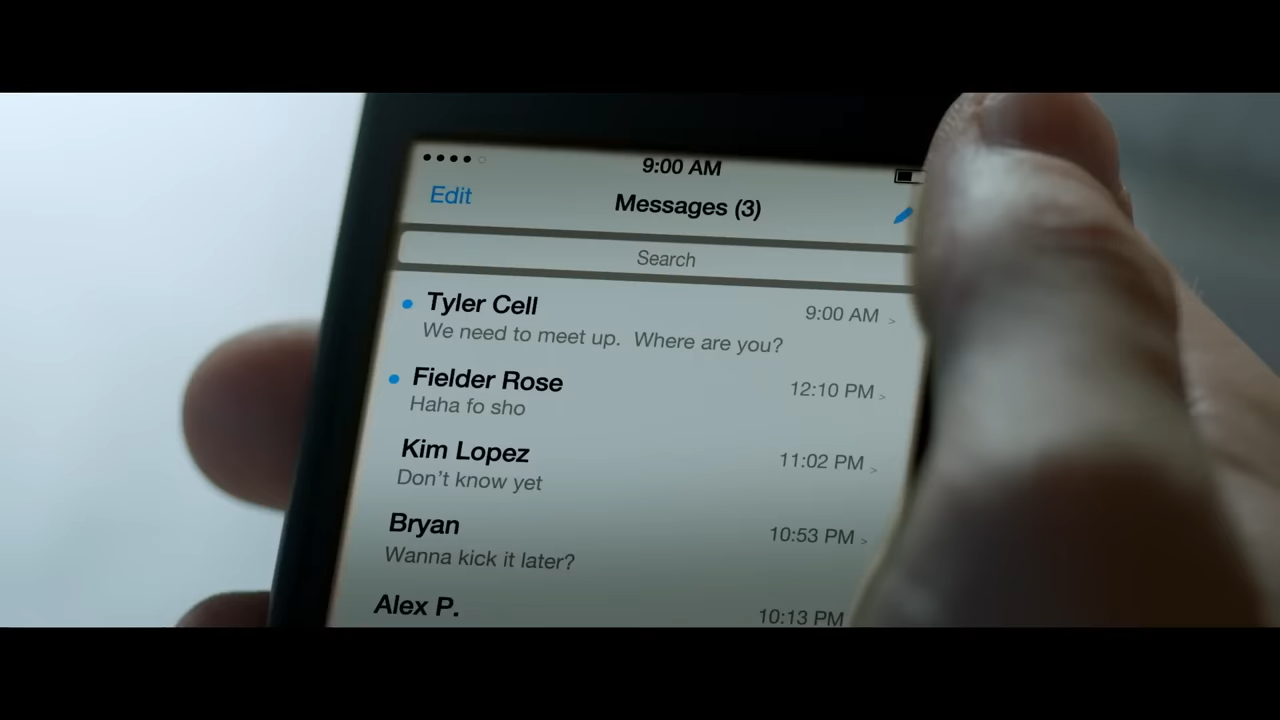 9:00 AM
Edit
Messages (3)
Search
Tyler Cell
9:00 AM >
We need to meet up.  Where are you?
Fielder Rose
12:10 PM >
Haha fo sho
Kim Lopez
11:02 PM >
Don't know yet
Bryan
10:53 PM >
Wanna kick it later?
Alex P.
10:13 PM